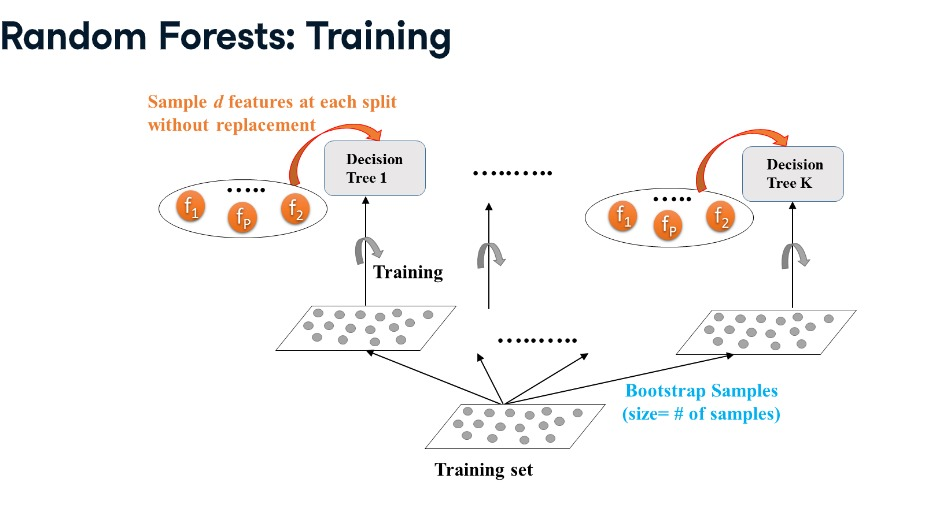 Random Forests: Training
Sample d features at each split
without replacement
Decision
Tree 1
Decision
Tree K
f1
fP
f2
f1
fP
f2
Training
Bootstrap Samples
(size= # of samples)
Training set